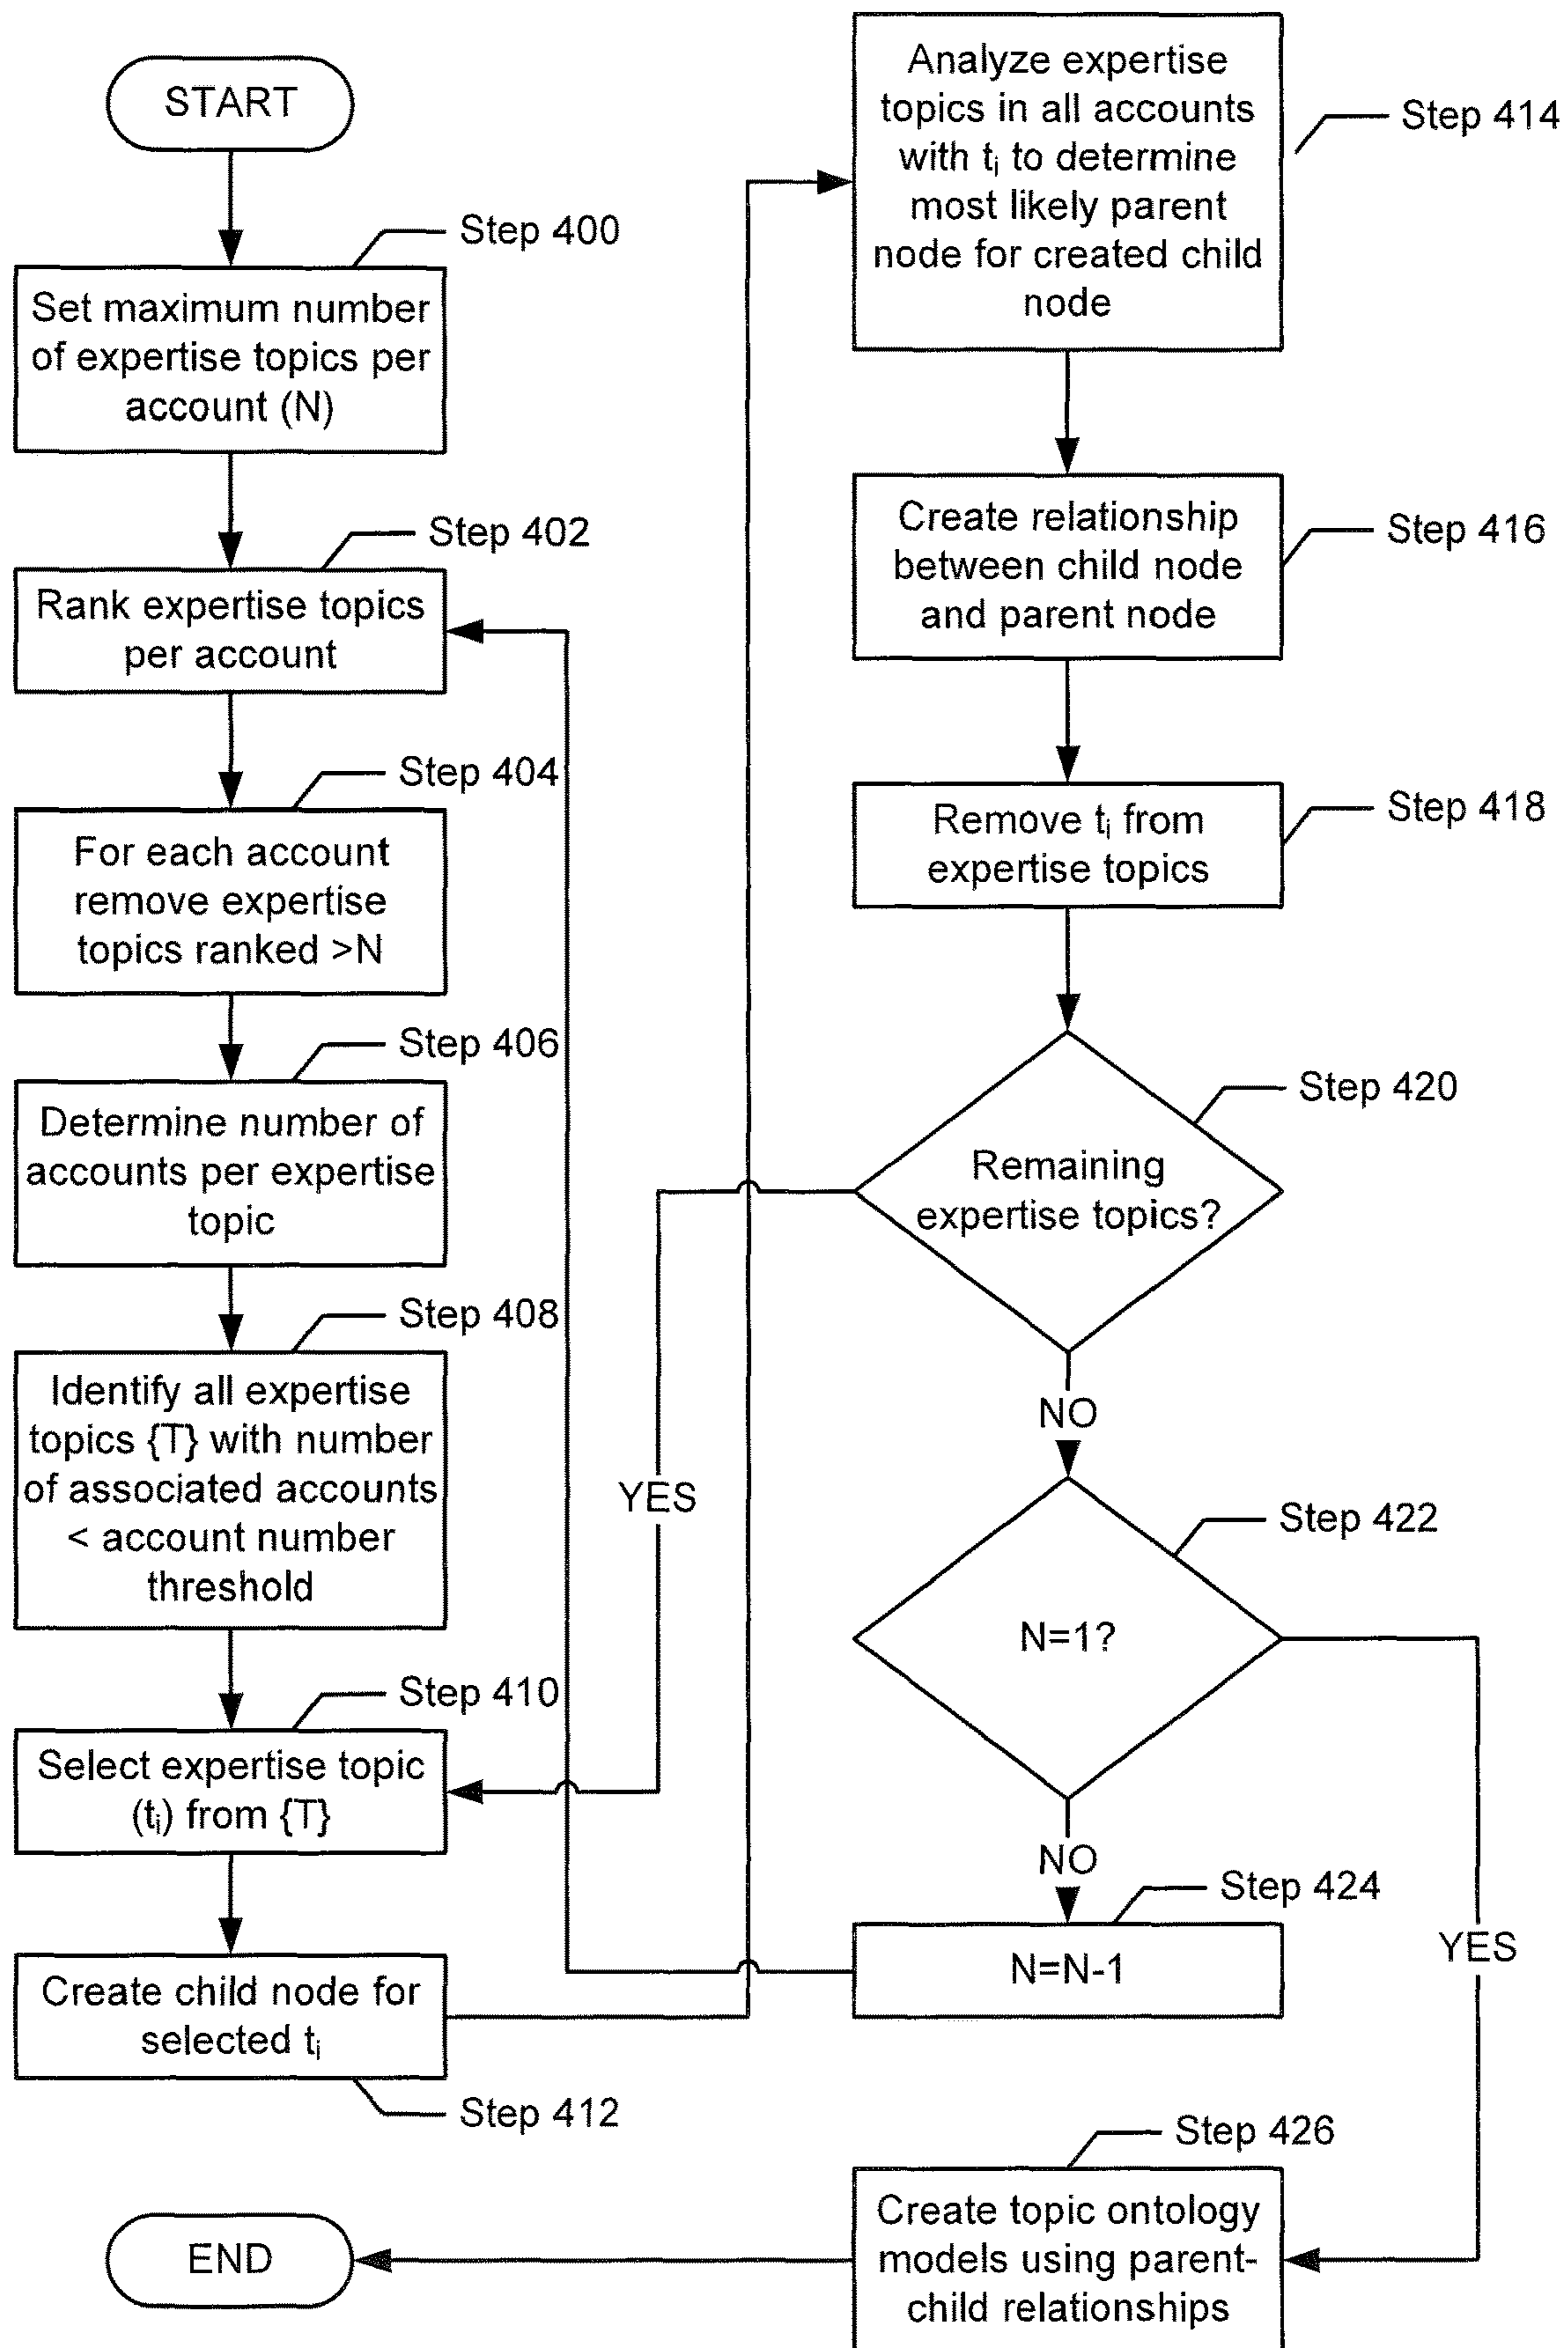 START
Step 400
Set maximum number
of expertise topics per
account (N)
Step 402
Rank expertise topics
per account
Step 404
For each account
remove expertise
topics ranked >N
Step 406
Determine number of
accounts per expertise
topic
Step 408
Identify all expertise
topics {T} with number
of associated accounts
< account number
threshold
Step 410
Select expertise topic
(tᵢ) from {T}
Create child node for
selected tᵢ
Step 412
Analyze expertise
topics in all accounts
with tᵢ to determine
most likely parent
node for created child
node
Step 414
Create relationship
between child node
and parent node
Step 416
Remove tᵢ from
expertise topics
Step 418
Remaining
expertise topics?
Step 420
YES
NO
N=1?
Step 422
NO
YES
Step 424
N=N-1
Step 426
Create topic ontology
models using parent-
child relationships
END